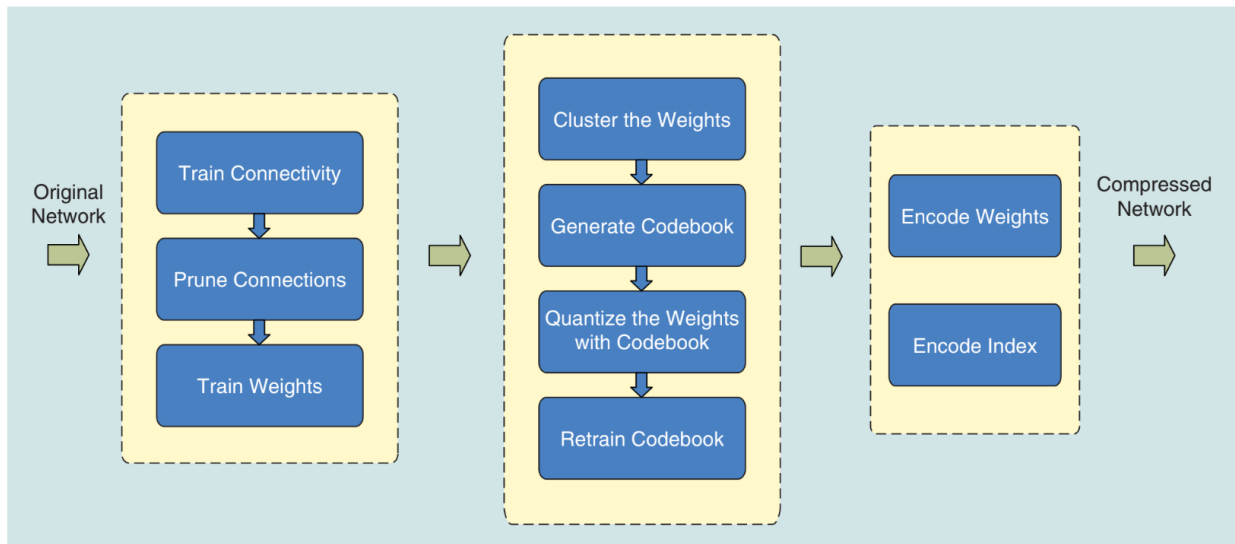 Original
Network
Train Connectivity
Prune Connections
Train Weights
Cluster the Weights
Generate Codebook
Quantize the Weights
with Codebook
Retrain Codebook
Encode Weights
Encode Index
Compressed
Network